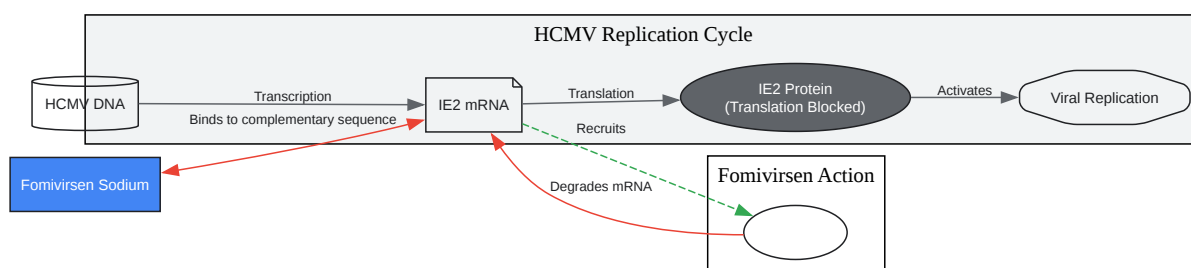 HCMV Replication Cycle
HCMV DNA
Transcription
IE2 mRNA
Translation
IE2 Protein
(Translation Blocked)
Activates
Viral Replication
Binds to complementary sequence
Recruits
Fomivirsen Sodium
Degrades mRNA
Fomivirsen Action